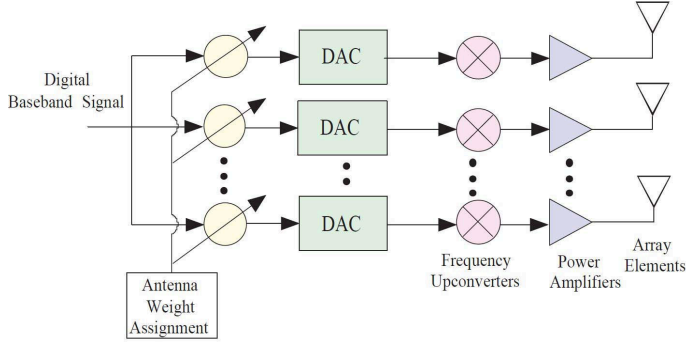 DAC
Digital
Baseband Signal
DAC
DAC
Frequency
Upconverters
Power
Amplifiers
Array
Elements
Antenna
Weight
Assignment